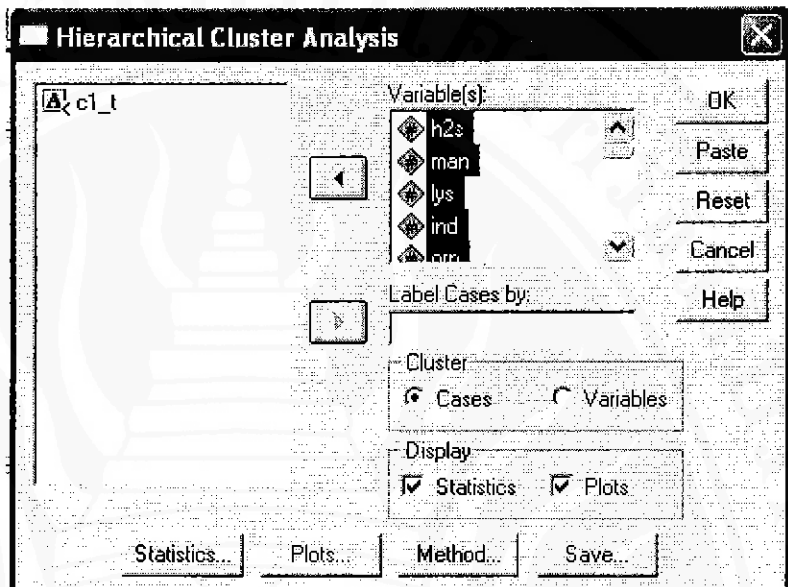 Hierarchical Cluster Analysis
c1_t
Variable(s):
h2s
man
lys
ind
Label Cases by:
Cluster
Cases
Variables
Display
Statistics
Plots
OK
Paste
Reset
Cancel
Help
Statistics...
Plots...
Method...
Save...